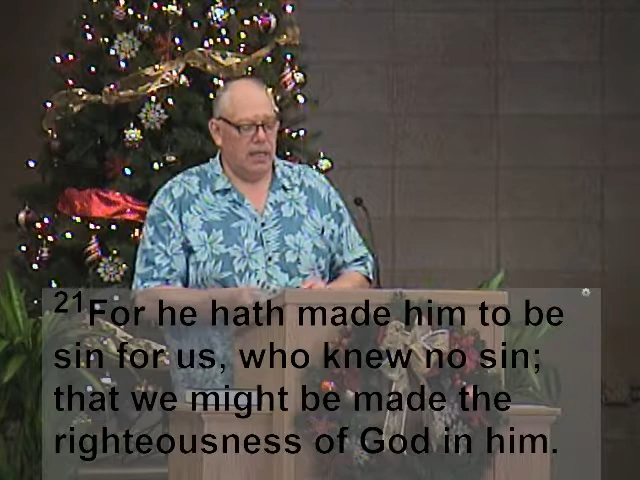 21For he hath made him to be
sin for us, who knew no sin;
that we might be made the
righteousness of God in him.